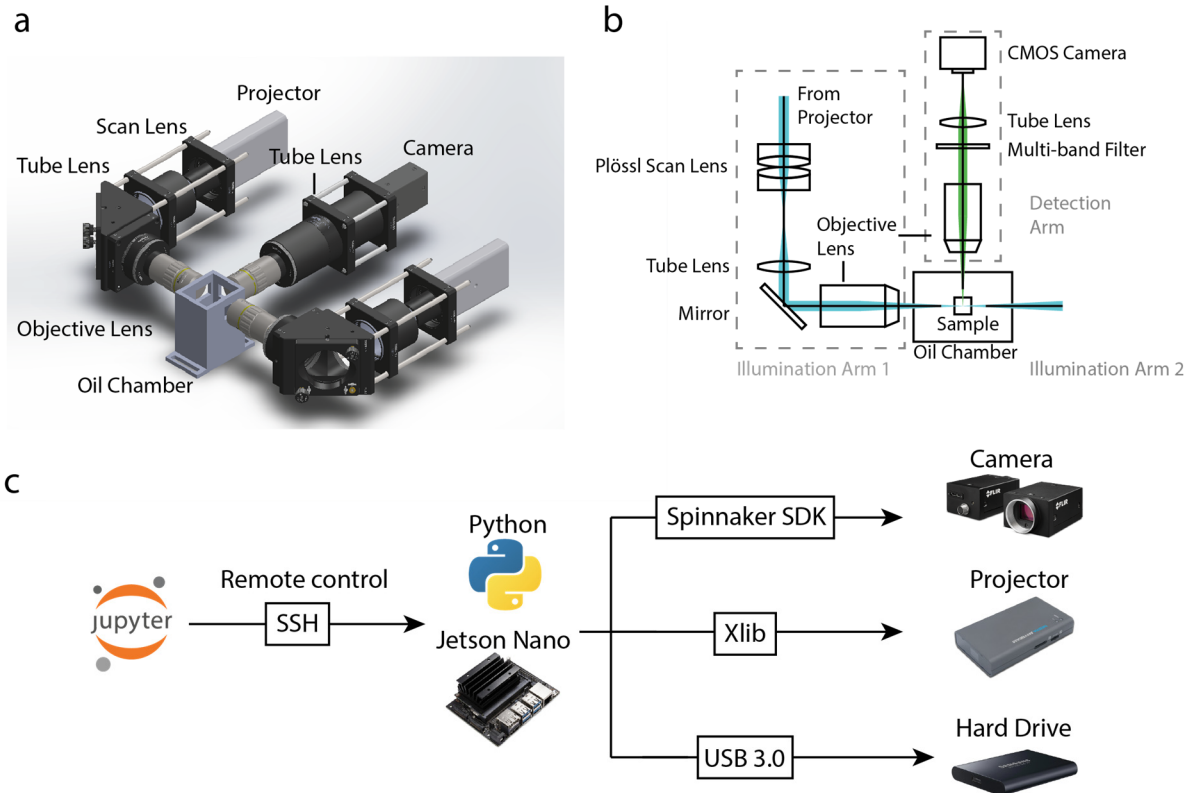 a
Projector
Scan Lens
Tube Lens
Tube Lens
Camera
Objective Lens
Oil Chamber
b
CMOS Camera
From
Projector
Tube Lens
Multi-band Filter
Plössl Scan Lens
Detection
Arm
Objective
Lens
Tube Lens
Mirror
Sample
Oil Chamber
Illumination Arm 1
Illumination Arm 2
c
Camera
FLIR
FLIR
Spinnaker SDK
Python
Remote control
jupyter
SSH
Projector
Xlib
Jetson Nano
Hard Drive
USB 3.0